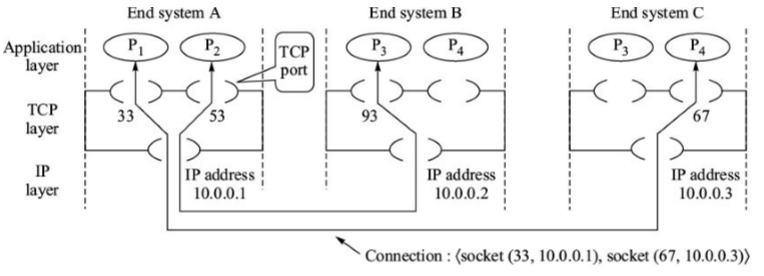 End system A End system B End system C
Application layer
P1 P2 TCP port P3 P4 P3 P4
TCP layer
33 53 93 67
IP layer
IP address 10.0.0.1
IP address 10.0.0.2
IP address 10.0.0.3
Connection : ⟨socket (33, 10.0.0.1), socket (67, 10.0.0.3)⟩